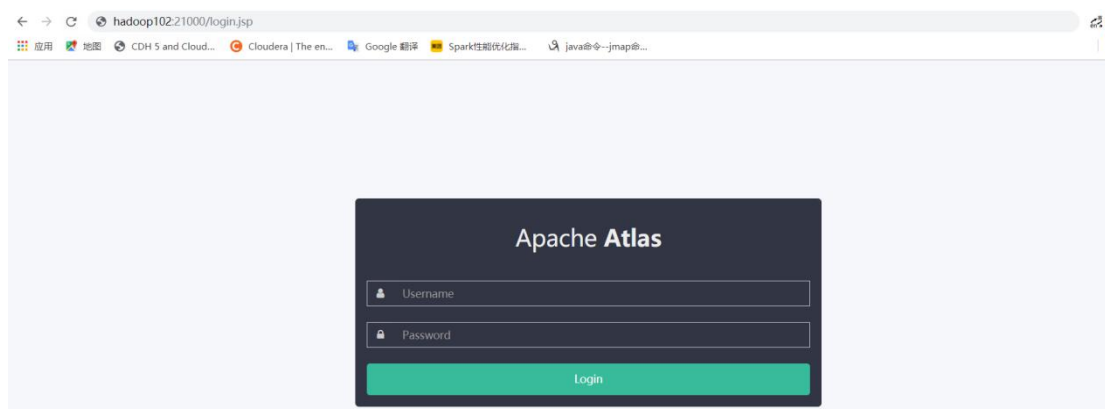 hadoop102:21000/login.jsp
应用 地图 CDH 5 and Cloud... Cloudera | The en... Google 翻译 Spark性能优化指... java命令--jmap命...
Apache Atlas
Username
Password
Login